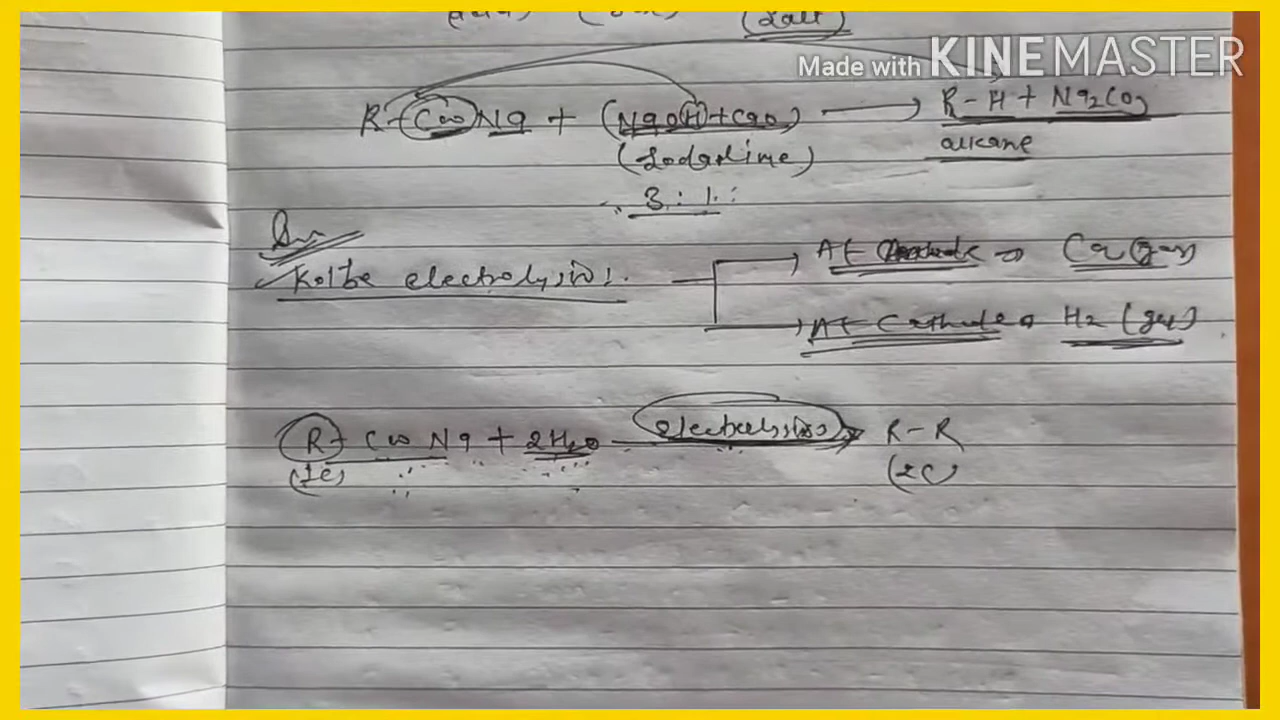 (salt)
Made with KINEMASTER
R-COONa + (NaOH+CaO) → R-H + Na2CO3
(Sodalime) alkane
3:1
At → Co2 (gas)
Kolbe electrolysis:
At Cathode → H2 (gas)
R-COONa + 2H2O electrolysis → R-R
(1C) (2C)